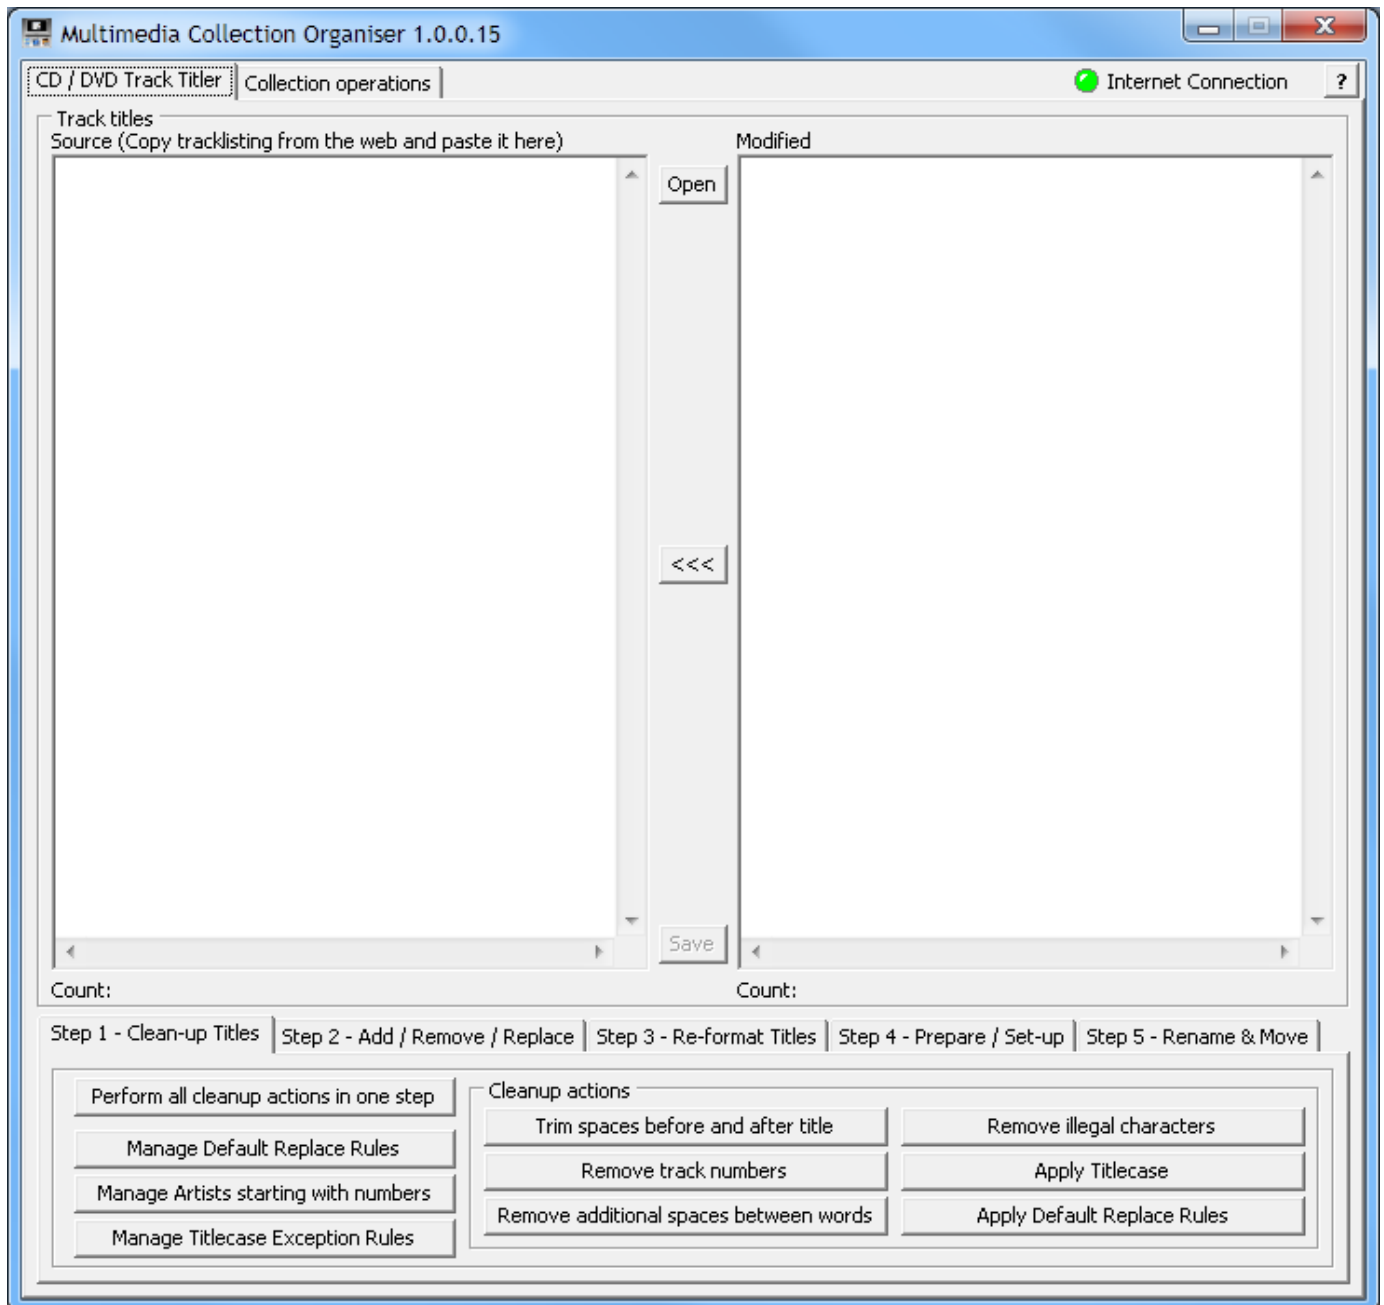 Multimedia Collection Organiser 1.0.0.15
X
CD / DVD Track Titler
Collection operations
Internet Connection
?
Track titles
Source (Copy tracklisting from the web and paste it here)
Modified
Open
<<<
Save
Count:
Count:
Step 1 - Clean-up Titles
Step 2 - Add / Remove / Replace
Step 3 - Re-format Titles
Step 4 - Prepare / Set-up
Step 5 - Rename & Move
Perform all cleanup actions in one step
Manage Default Replace Rules
Manage Artists starting with numbers
Manage Titlecase Exception Rules
Cleanup actions
Trim spaces before and after title
Remove illegal characters
Remove track numbers
Apply Titlecase
Remove additional spaces between words
Apply Default Replace Rules